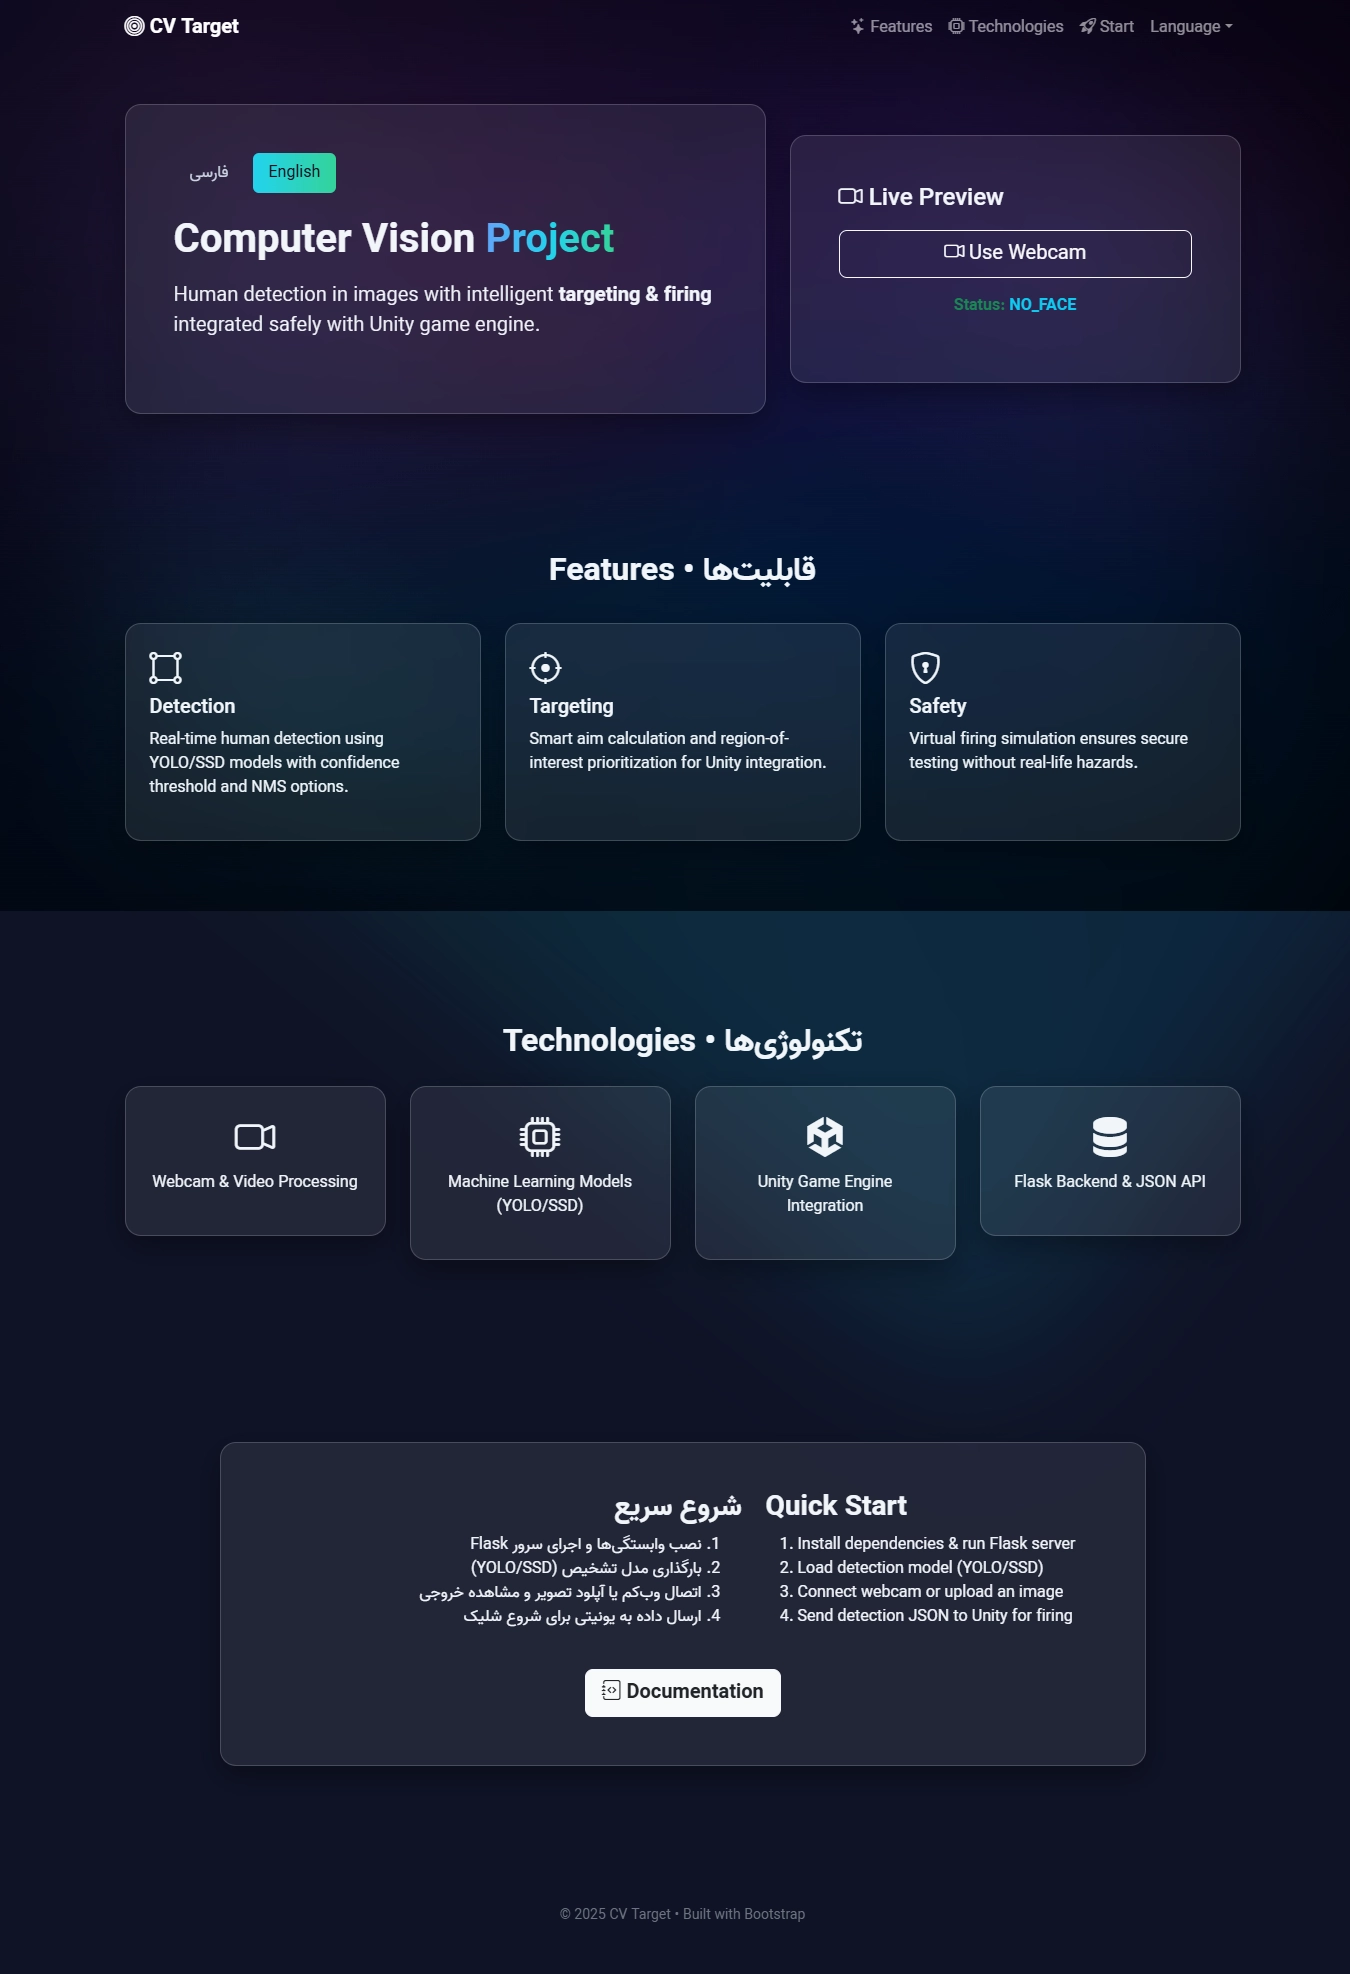 CV Target
Features
Technologies
Start
Language
فارسی
English
Computer Vision Project
Human detection in images with intelligent targeting & firing
integrated safely with Unity game engine.
Live Preview
Use Webcam
Status: NO_FACE
Features • قابلیت‌ها
Detection
Real-time human detection using
YOLO/SSD models with confidence
threshold and NMS options.
Targeting
Smart aim calculation and region-of-
interest prioritization for Unity integration.
Safety
Virtual firing simulation ensures secure
testing without real-life hazards.
Technologies • تکنولوژی‌ها
Webcam & Video Processing
Machine Learning Models
(YOLO/SSD)
Unity Game Engine
Integration
Flask Backend & JSON API
شروع سریع
1. نصب وابستگی‌ها و اجرای سرور Flask
2. بارگذاری مدل تشخیص (YOLO/SSD)
3. اتصال وب‌کم یا آپلود تصویر و مشاهده خروجی
4. ارسال داده به یونیتی برای شروع شلیک
Quick Start
1. Install dependencies & run Flask server
2. Load detection model (YOLO/SSD)
3. Connect webcam or upload an image
4. Send detection JSON to Unity for firing
Documentation
© 2025 CV Target • Built with Bootstrap